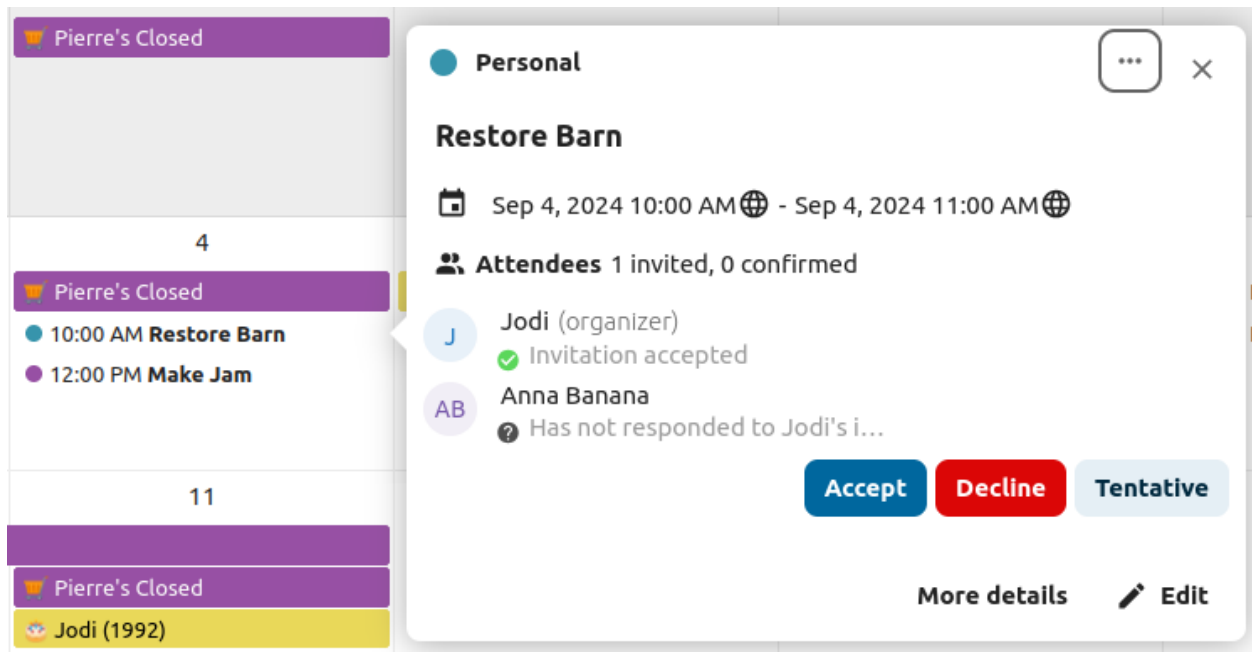 Pierre's Closed
4
Pierre's Closed
10:00 AM Restore Barn
12:00 PM Make Jam
11
Pierre's Closed
Jodi (1992)
Personal
Restore Barn
Sep 4, 2024 10:00 AM - Sep 4, 2024 11:00 AM
Attendees 1 invited, 0 confirmed
J
Jodi (organizer)
Invitation accepted
AB
Anna Banana
Has not responded to Jodi's i...
Accept
Decline
Tentative
More details
Edit